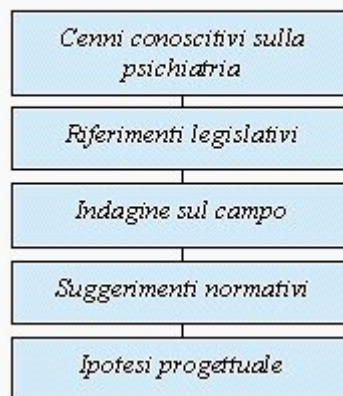 Cenni conoscitivi sulla
psichiatria
Riferimenti legislativi
Indagine sul campo
Suggerimenti normativi
Ipotesi progettuale